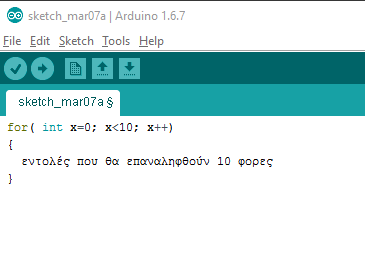 sketch_mar07a | Arduino 1.6.7
File Edit Sketch Tools Help
sketch_mar07a §
for( int x=0; x<10; x++)
{
εντολές που θα επαναληφθούν 10 φορες
}